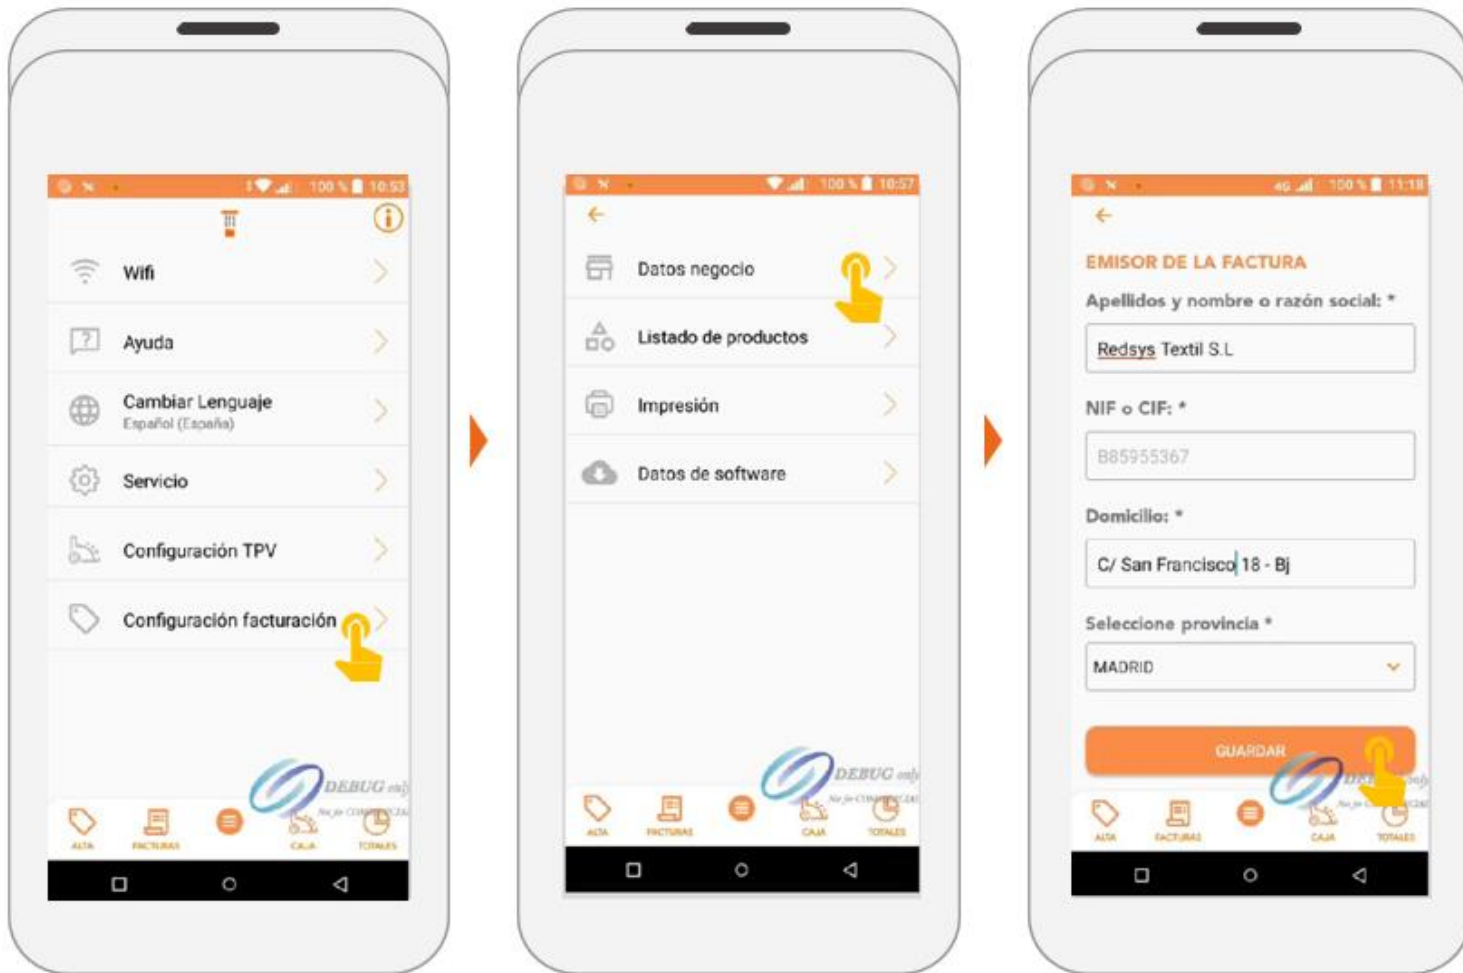 100 % 10:53
Wifi
Ayuda
Cambiar Lenguaje
Español (España)
Servicio
Configuración TPV
Configuración facturación
DEBUG only
ALTA
FACTURAS
CAJA
TOTALES
100 % 10:57
Datos negocio
Listado de productos
Impresión
Datos de software
DEBUG only
ALTA
FACTURAS
CAJA
TOTALES
4G 100 % 11:18
EMISOR DE LA FACTURA
Apellidos y nombre o razón social: *
Redsys Textil S.L
NIF o CIF: *
B85955367
Domicilio: *
C/ San Francisco 18 - Bj
Seleccione provincia *
MADRID
GUARDAR
ALTA
FACTURAS
CAJA
TOTALES